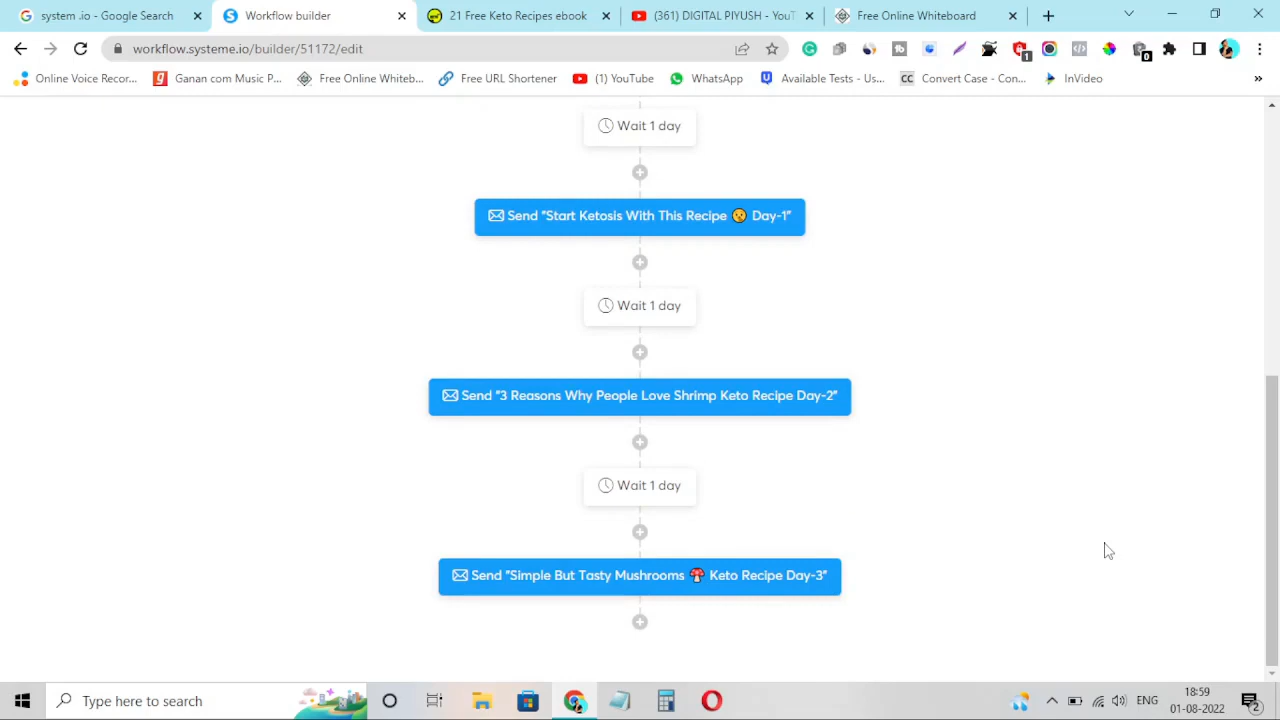 system .io - Google Search
Workflow builder
21 Free Keto Recipes ebook
(361) DIGITAL PIYUSH - YouT
Free Online Whiteboard
workflow.systeme.io/builder/51172/edit
1
0
Online Voice Recor...
Ganan com Music P...
Free Online Whiteb...
Free URL Shortener
(1) YouTube
WhatsApp
Available Tests - Us...
CC Convert Case - Con...
InVideo
»
Wait 1 day
Send "Start Ketosis With This Recipe 😯 Day-1"
Wait 1 day
Send "3 Reasons Why People Love Shrimp Keto Recipe Day-2"
Wait 1 day
Send "Simple But Tasty Mushrooms 🍄 Keto Recipe Day-3"
Type here to search
ENG
18:59
01-08-2022
2